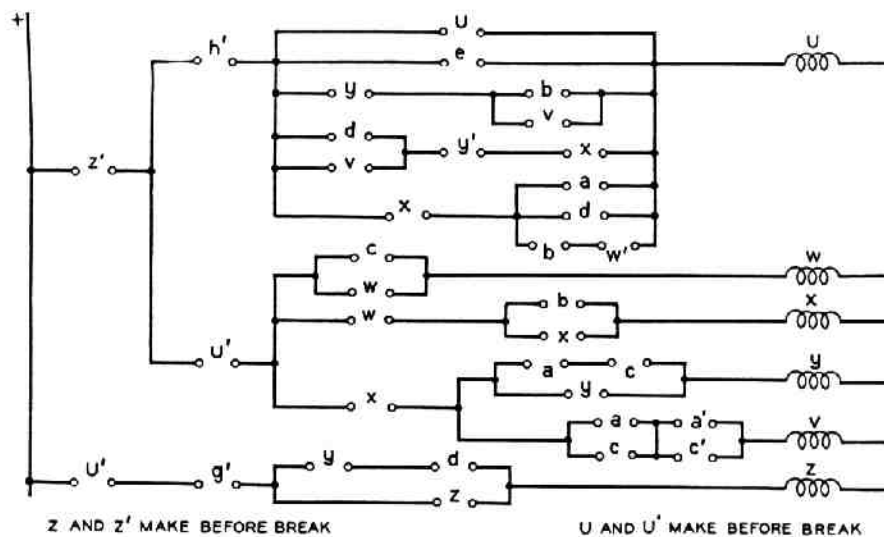 +
U
h' e U
y b
v
d y' x
v
z' a
x d
b w'
c
w w
b x
w
x
U'
a c y
x y
a a' v
c c'
U' g' y d z
z
Z AND Z' MAKE BEFORE BREAK U AND U' MAKE BEFORE BREAK